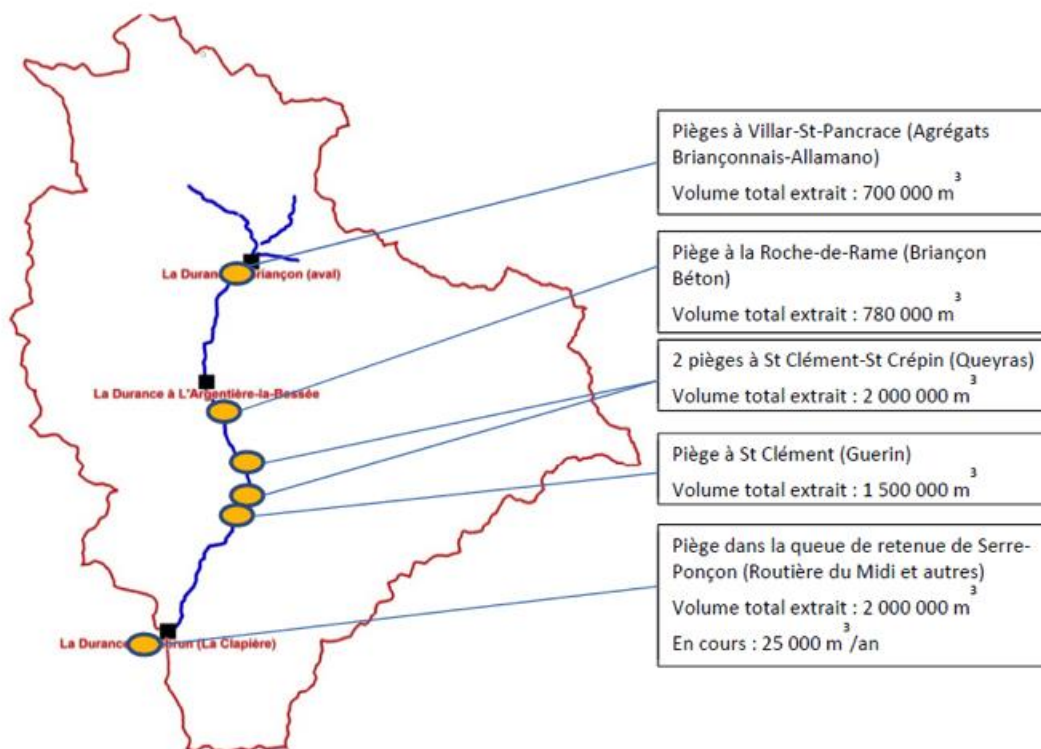 Pièges à Villar-St-Pancrace (Agrégats
Briançonnais-Allamano)
Volume total extrait : 700 000 m³
La Duran Briançon (aval)
Piège à la Roche-de-Rame (Briançon
Béton)
Volume total extrait : 780 000 m³
2 pièges à St Clément-St Crépin (Queyras)
Volume total extrait : 2 000 000 m³
La Durance à L'Argentière-la-Bessée
Piège à St Clément (Guerin)
Volume total extrait : 1 500 000 m³
Piège dans la queue de retenue de Serre-
Ponçon (Routière du Midi et autres)
Volume total extrait : 2 000 000 m³
En cours : 25 000 m³/an
La Duran brun (La Clapière)